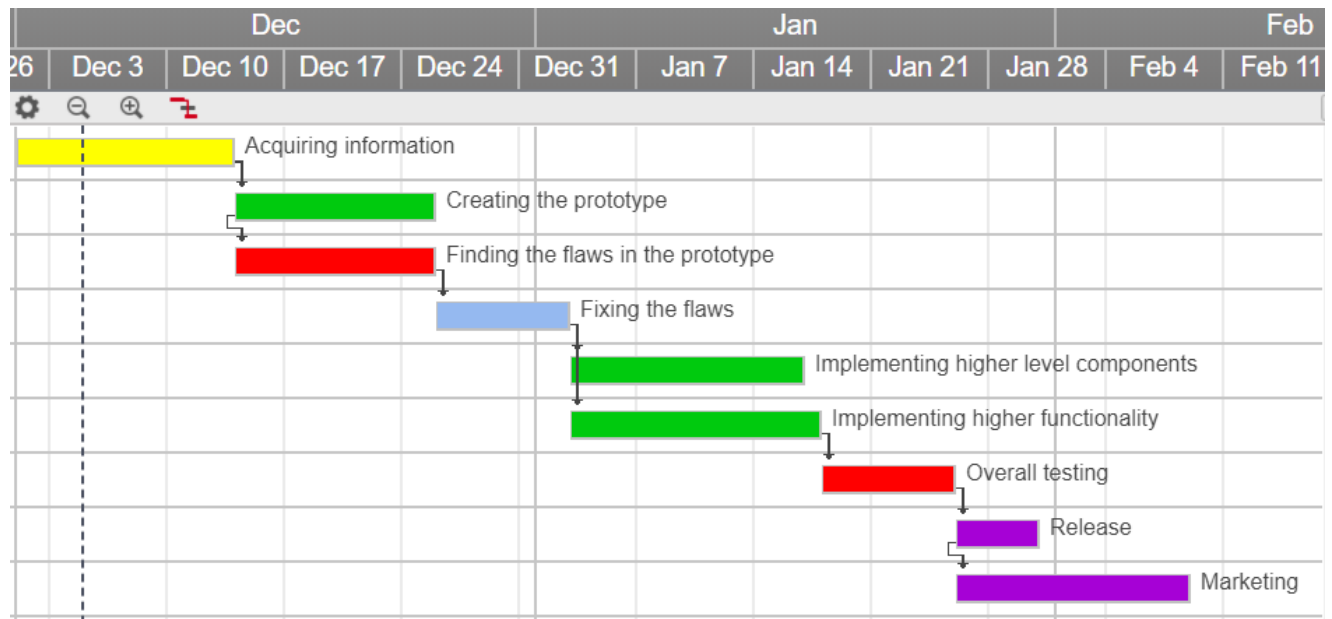 Dec Jan Feb
26 Dec 3 Dec 10 Dec 17 Dec 24 Dec 31 Jan 7 Jan 14 Jan 21 Jan 28 Feb 4 Feb 11
Acquiring information
Creating the prototype
Finding the flaws in the prototype
Fixing the flaws
Implementing higher level components
Implementing higher functionality
Overall testing
Release
Marketing